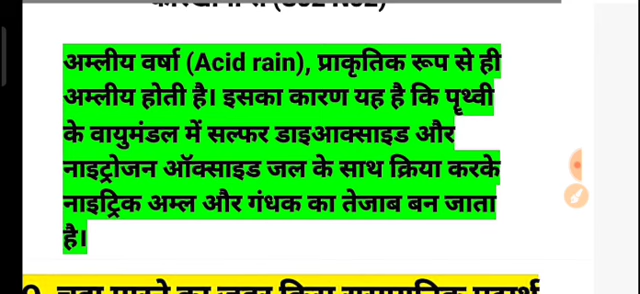 अम्लीय वर्षा (Acid rain), प्राकृतिक रूप से ही
अम्लीय होती है। इसका कारण यह है कि पृथ्वी
के वायुमंडल में सल्फर डाइआक्साइड और
नाइट्रोजन ऑक्साइड जल के साथ क्रिया करके
नाइट्रिक अम्ल और गंधक का तेजाब बन जाता
है।